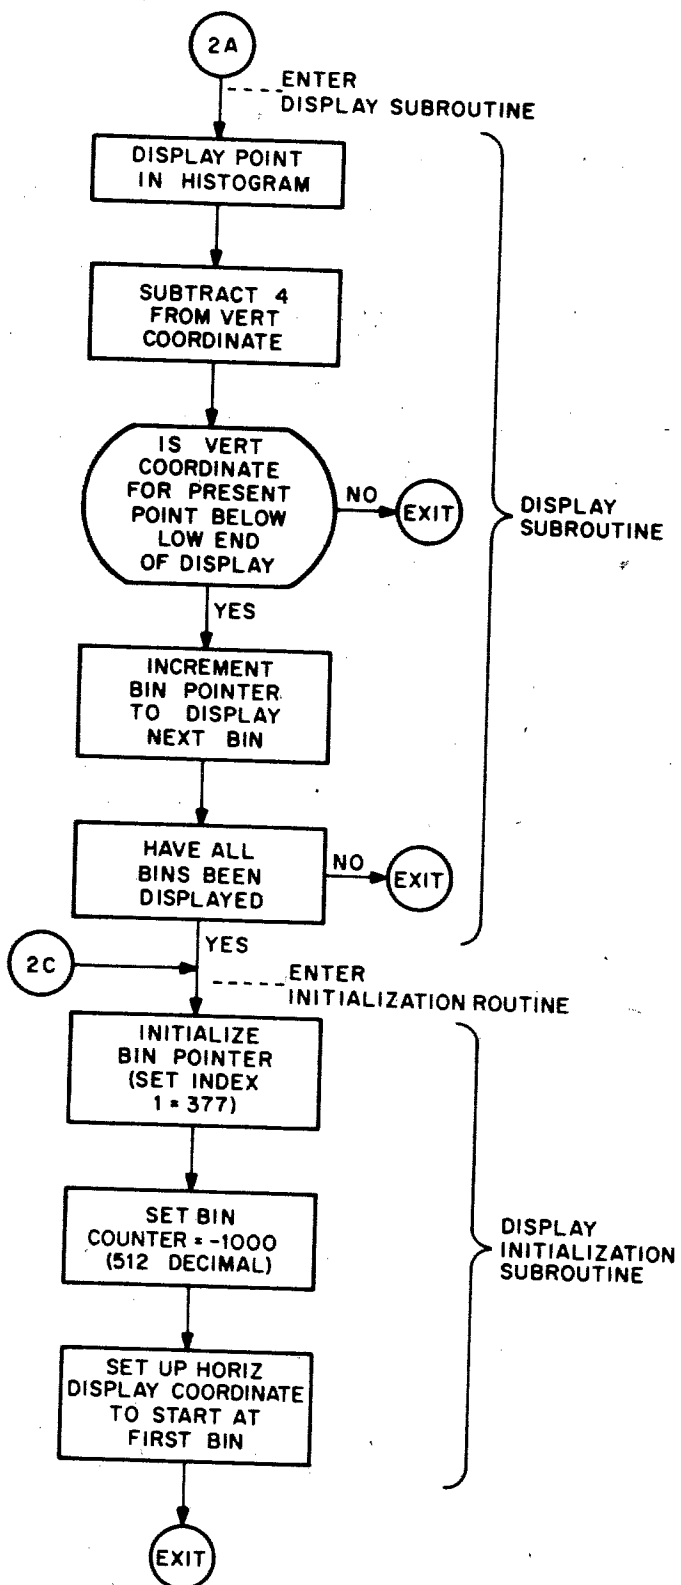 2A
ENTER
DISPLAY SUBROUTINE
DISPLAY POINT
IN HISTOGRAM
SUBTRACT 4
FROM VERT
COORDINATE
IS VERT
COORDINATE
FOR PRESENT
POINT BELOW
LOW END
OF DISPLAY
NO
EXIT
DISPLAY
SUBROUTINE
YES
INCREMENT
BIN POINTER
TO DISPLAY
NEXT BIN
HAVE ALL
BINS BEEN
DISPLAYED
NO
EXIT
YES
2C
ENTER
INITIALIZATION ROUTINE
INITIALIZE
BIN POINTER
(SET INDEX
1 = 377)
SET BIN
COUNTER = -1000
(512 DECIMAL)
DISPLAY
INITIALIZATION
SUBROUTINE
SET UP HORIZ
DISPLAY COORDINATE
TO START AT
FIRST BIN
EXIT